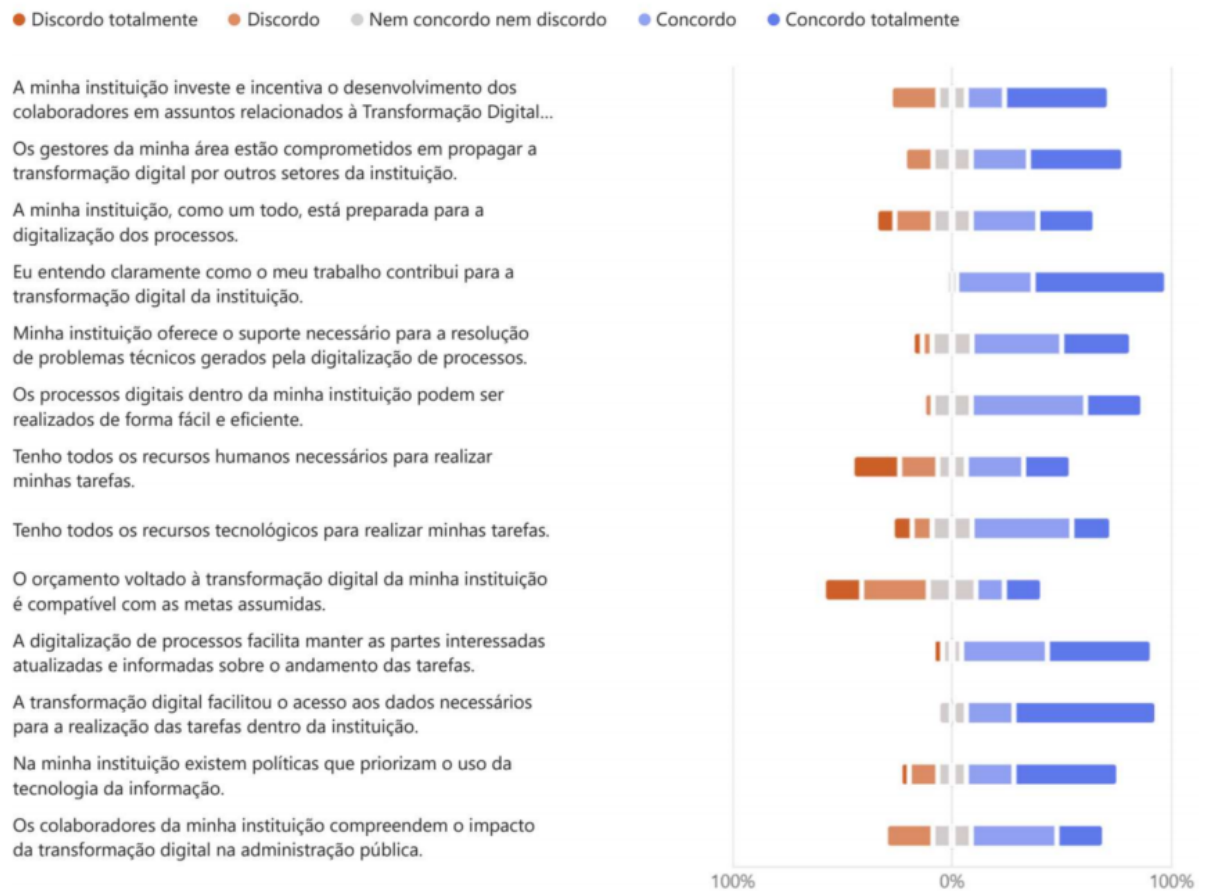 Discordo totalmente Discordo Nem concordo nem discordo Concordo Concordo totalmente
A minha instituição investe e incentiva o desenvolvimento dos
colaboradores em assuntos relacionados à Transformação Digital...
Os gestores da minha área estão comprometidos em propagar a
transformação digital por outros setores da instituição.
A minha instituição, como um todo, está preparada para a
digitalização dos processos.
Eu entendo claramente como o meu trabalho contribui para a
transformação digital da instituição.
Minha instituição oferece o suporte necessário para a resolução
de problemas técnicos gerados pela digitalização de processos.
Os processos digitais dentro da minha instituição podem ser
realizados de forma fácil e eficiente.
Tenho todos os recursos humanos necessários para realizar
minhas tarefas.
Tenho todos os recursos tecnológicos para realizar minhas tarefas.
O orçamento voltado à transformação digital da minha instituição
é compatível com as metas assumidas.
A digitalização de processos facilita manter as partes interessadas
atualizadas e informadas sobre o andamento das tarefas.
A transformação digital facilitou o acesso aos dados necessários
para a realização das tarefas dentro da instituição.
Na minha instituição existem políticas que priorizam o uso da
tecnologia da informação.
Os colaboradores da minha instituição compreendem o impacto
da transformação digital na administração pública.
100% 0% 100%